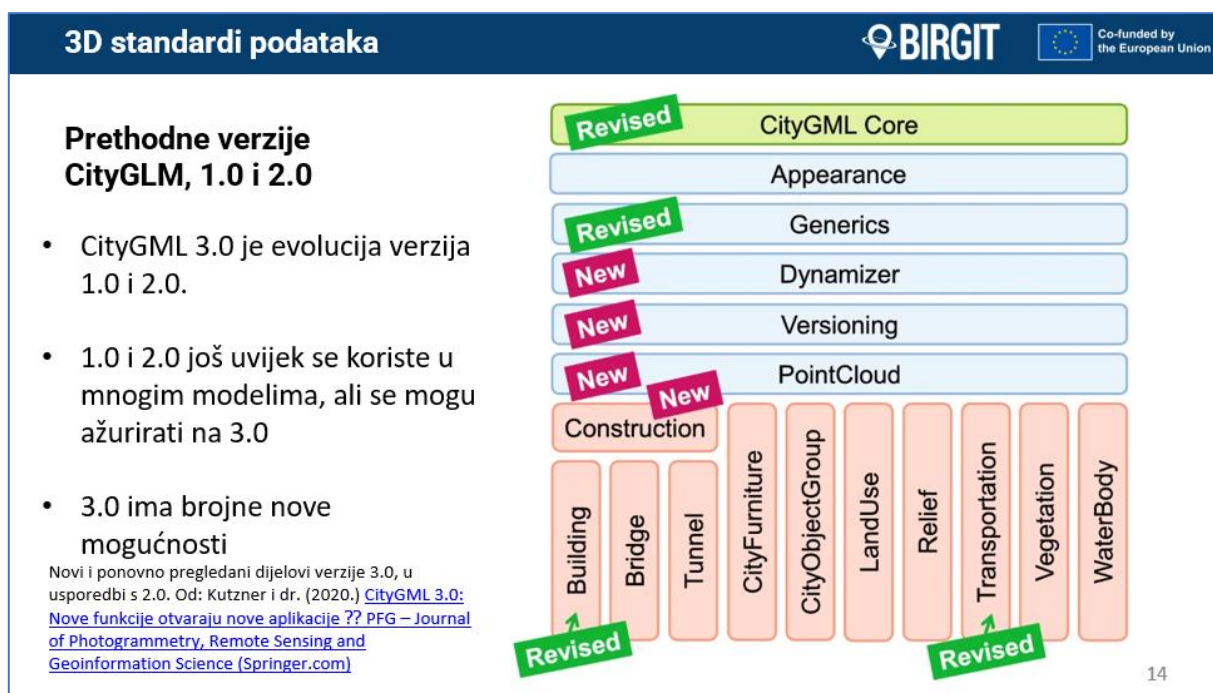 3D standardi podataka
BIRGIT
Co-funded by
the European Union
Prethodne verzije
CityGLM, 1.0 i 2.0
• CityGML 3.0 je evolucija verzija
1.0 i 2.0.
• 1.0 i 2.0 još uvijek se koriste u
mnogim modelima, ali se mogu
ažurirati na 3.0
• 3.0 ima brojne nove
mogućnosti
Novi i ponovno pregledani dijelovi verzije 3.0, u
usporedbi s 2.0. Od: Kutzner i dr. (2020.) CityGML 3.0:
Nove funkcije otvaraju nove aplikacije ?? PFG – Journal
of Photogrammetry, Remote Sensing and
Geoinformation Science (Springer.com)
Revised
CityGML Core
Appearance
Revised
Generics
New
Dynamizer
New
Versioning
New
PointCloud
New
Construction
Building
Bridge
Tunnel
CityFurniture
CityObjectGroup
LandUse
Relief
Transportation
Vegetation
WaterBody
Revised
Revised
14